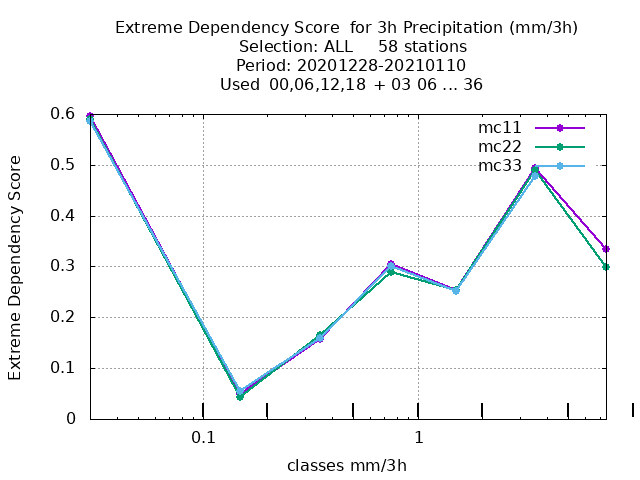 Extreme Dependency Score  for 3h Precipitation (mm/3h)
Selection: ALL     58 stations
Period: 20201228-20210110
Used  00,06,12,18  + 03 06 ... 36
mc11
mc22
mc33
Extreme Dependency Score
0.6
0.5
0.4
0.3
0.2
0.1
0
0.1
1
classes mm/3h